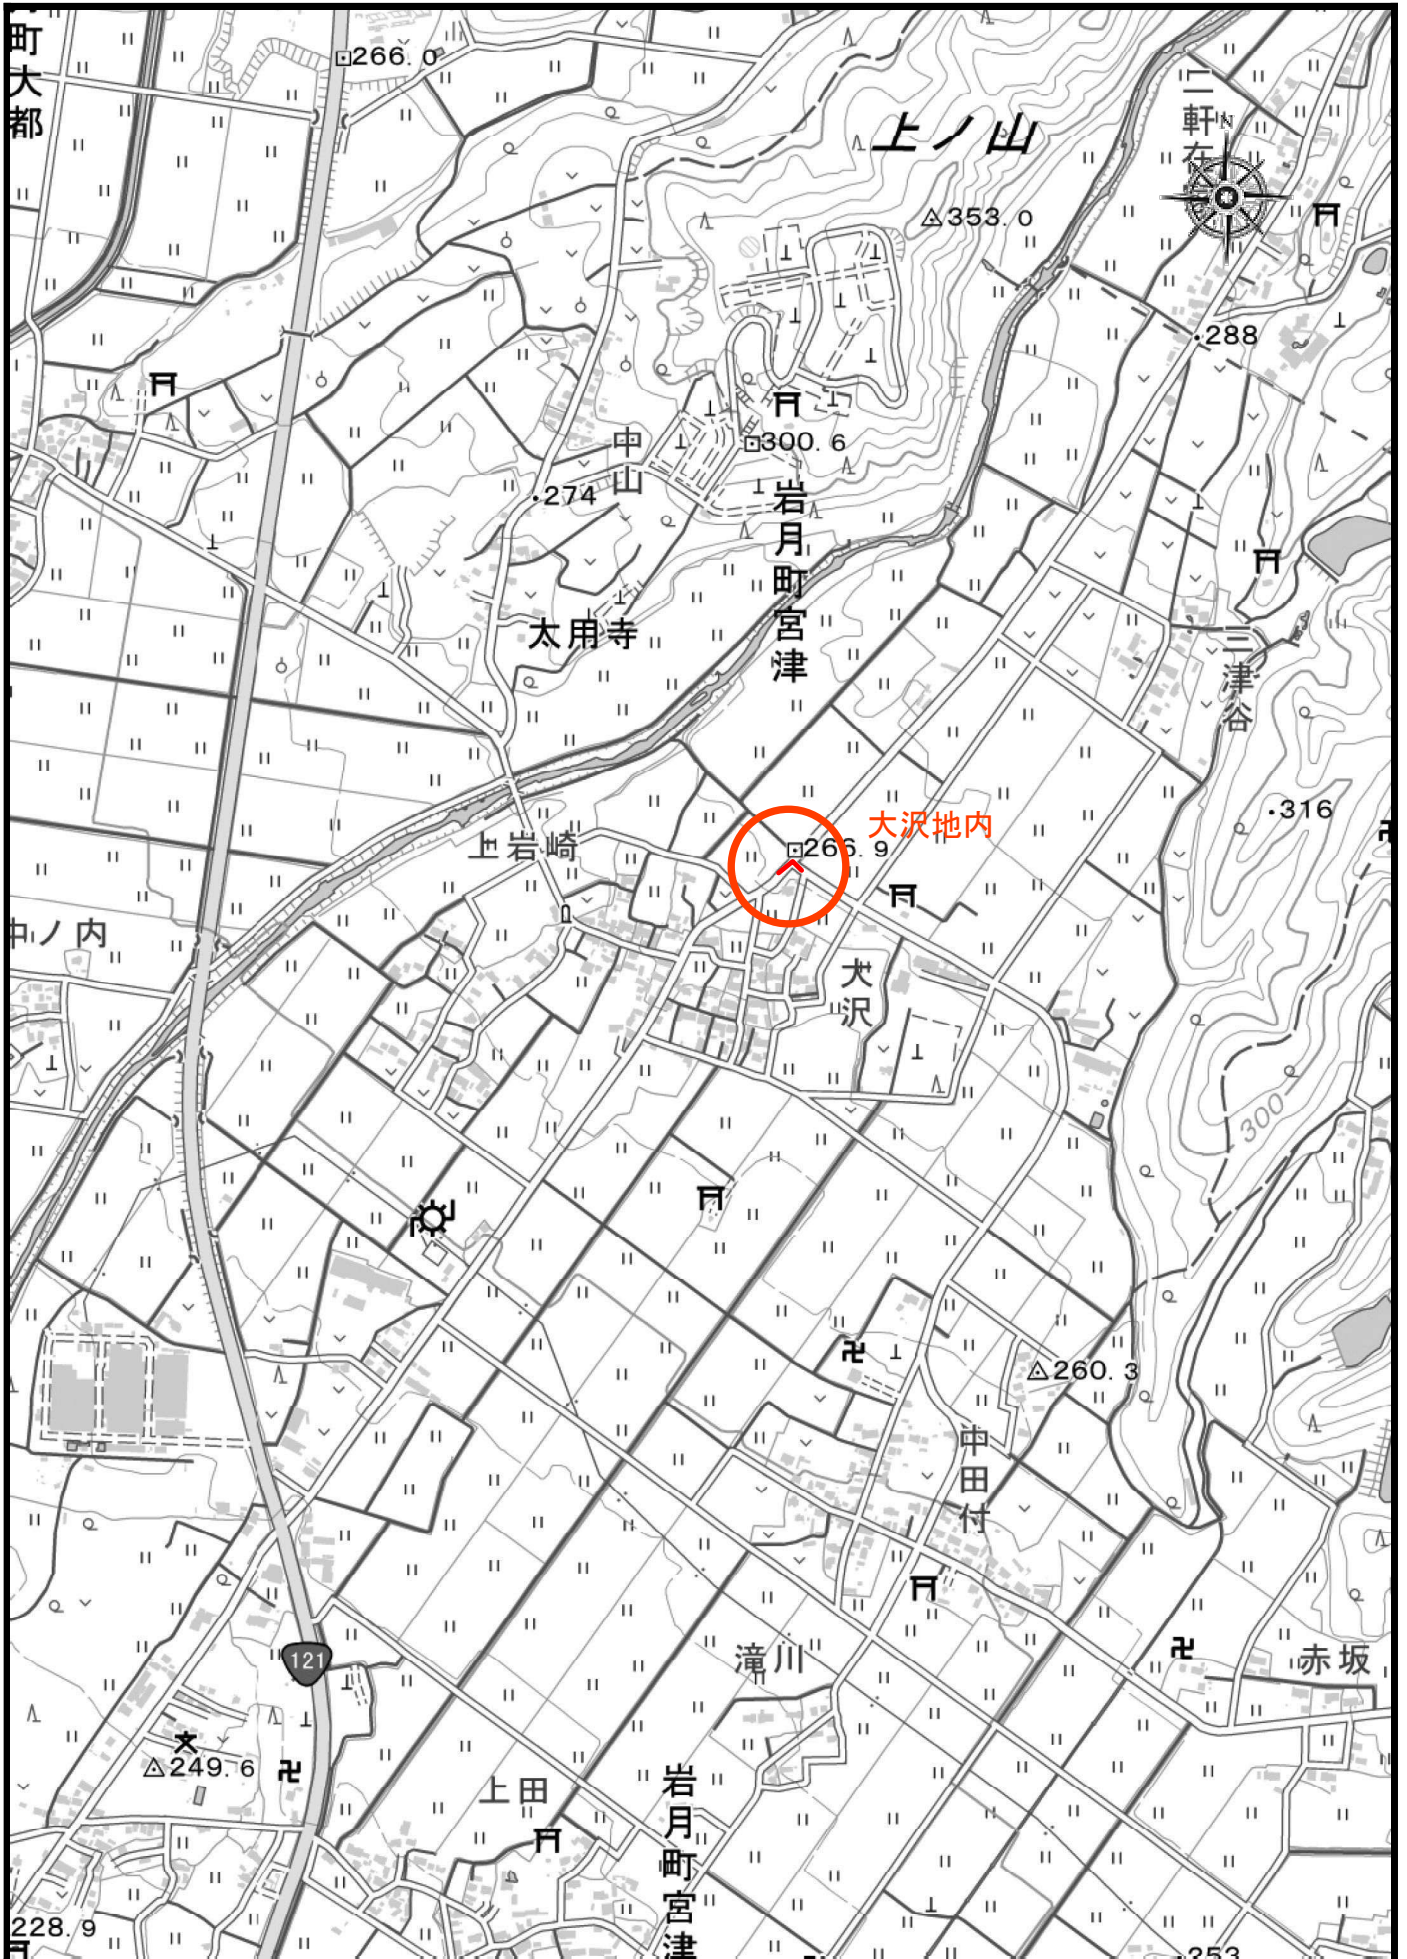 町大都
266.0
上ノ山
二軒在
N
353.0
288
300.6
中山
274
岩月町宮津
太用寺
三津谷
316
大沢地内
266.9
上岩崎
中ノ内
大沢
300
260.3
中田付
121
滝川
赤坂
249.6
上田
岩月町宮津
228.9
353